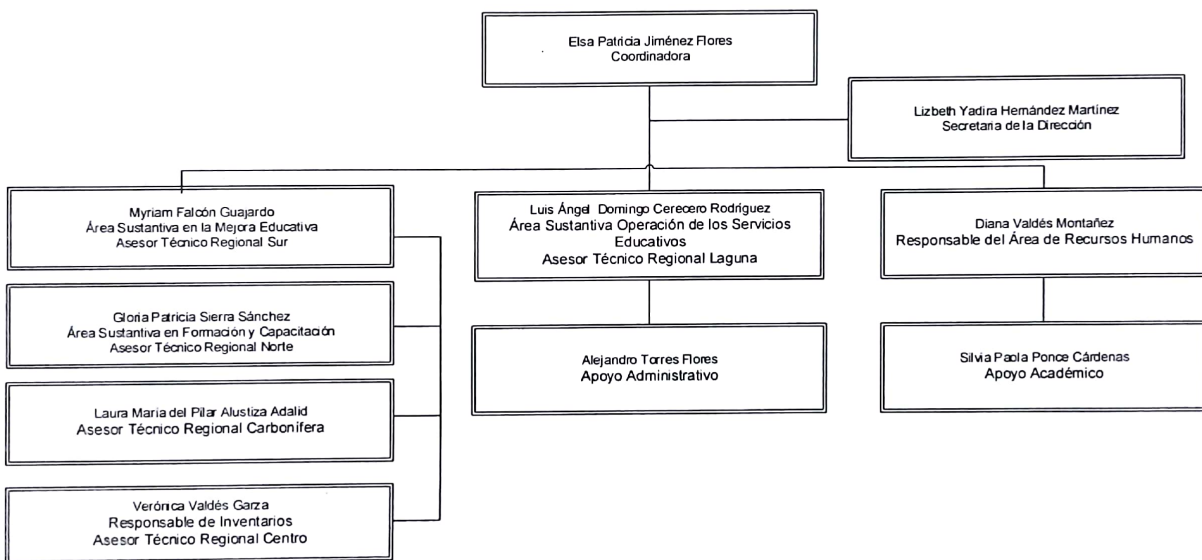 Elsa Patricia Jiménez Flores
Coordinadora
Lizbeth Yadira Hernández Martínez
Secretaria de la Dirección
Myriam Falcón Guajardo
Área Sustantiva en la Mejora Educativa
Asesor Técnico Regional Sur
Luis Ángel Domingo Cerecero Rodríguez
Área Sustantiva Operación de los Servicios
Educativos
Asesor Técnico Regional Laguna
Diana Valdés Montañez
Responsable del Área de Recursos Humanos
Gloria Patricia Sierra Sánchez
Área Sustantiva en Formación y Capacitación
Asesor Técnico Regional Norte
Alejandro Torres Flores
Apoyo Administrativo
Silvia Paola Ponce Cárdenas
Apoyo Académico
Laura María del Pilar Alustiza Adalid
Asesor Técnico Regional Carbonífera
Verónica Valdés Garza
Responsable de Inventarios
Asesor Técnico Regional Centro